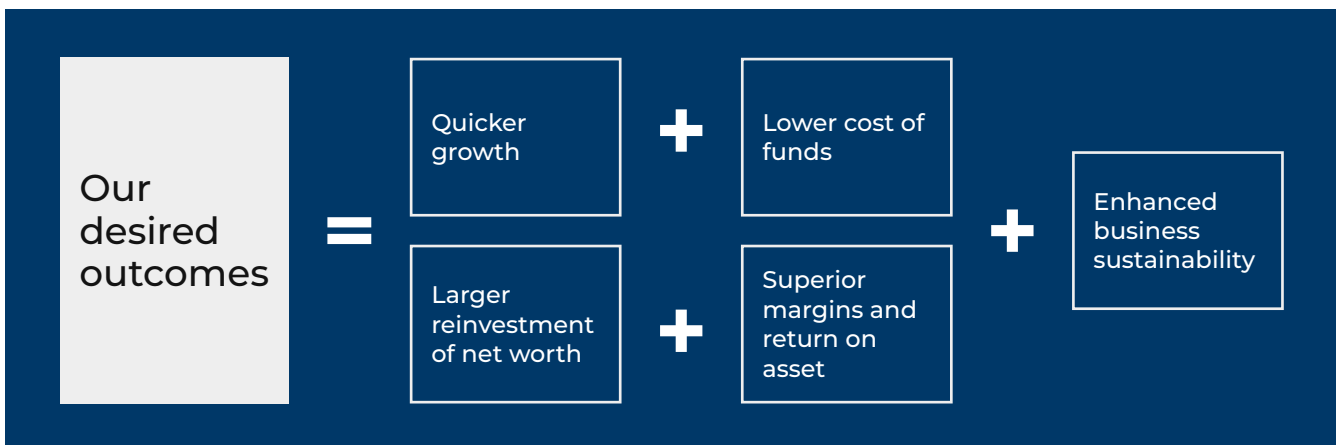 Our
desired
outcomes
=
Quicker
growth
+
Lower cost of
funds
Larger
reinvestment
of net worth
+
Superior
margins and
return on
asset
+
Enhanced
business
sustainability